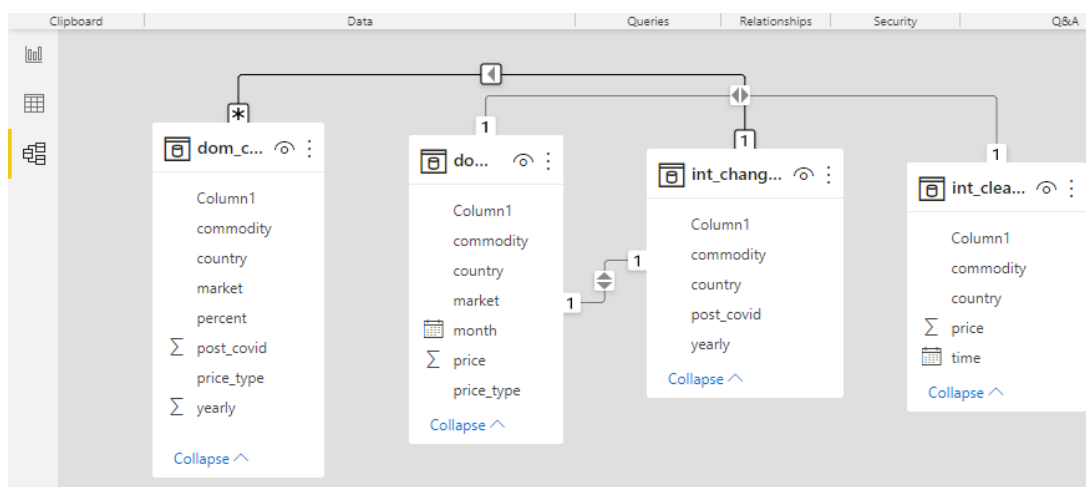 Clipboard
Data
Queries
Relationships
Security
Q&A
*
1
1
1
dom_c...
Column1
commodity
country
market
percent
post_covid
price_type
yearly
Collapse
do...
Column1
commodity
country
market
month
price
price_type
Collapse
1
1
int_chang...
Column1
commodity
country
post_covid
yearly
Collapse
int_clea...
Column1
commodity
country
price
time
Collapse